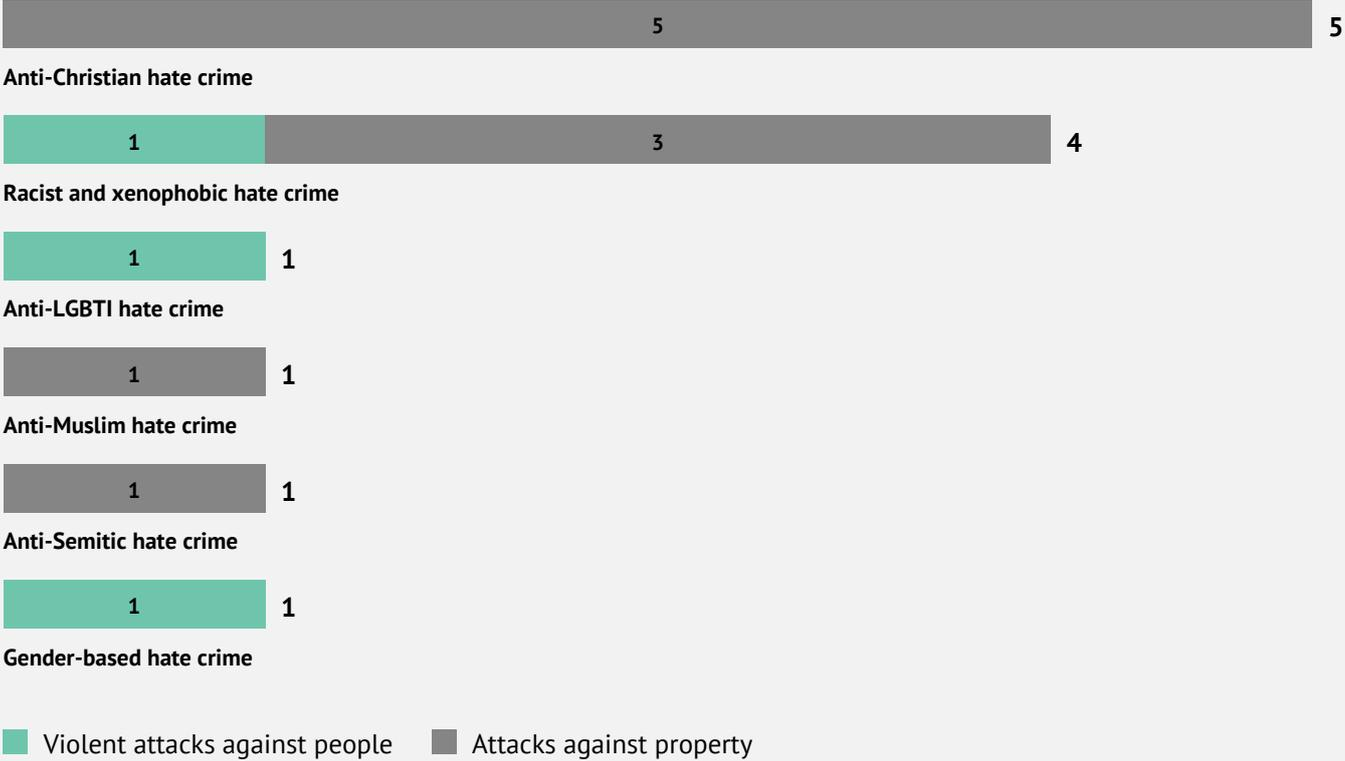 5 5
Anti-Christian hate crime
1 3 4
Racist and xenophobic hate crime
1 1
Anti-LGBTI hate crime
1 1
Anti-Muslim hate crime
1 1
Anti-Semitic hate crime
1 1
Gender-based hate crime
Violent attacks against people Attacks against property